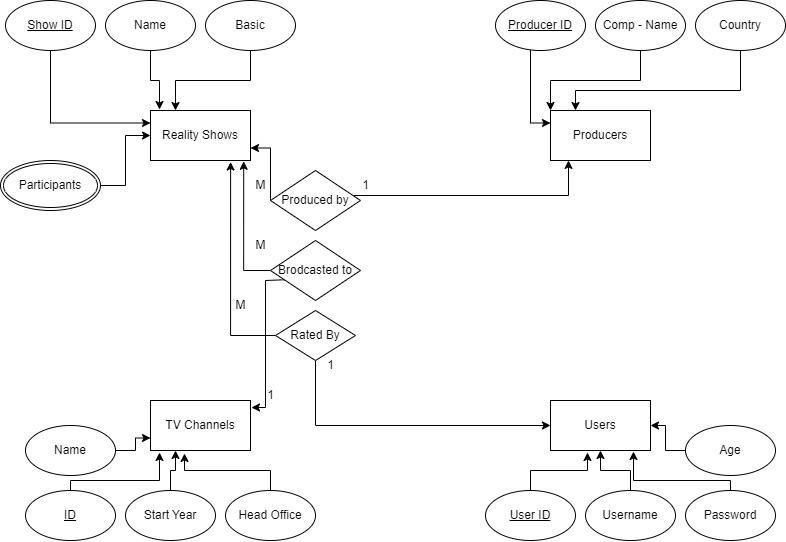 Show ID
Name
Basic
Producer ID
Comp - Name
Country
Reality Shows
Producers
Participants
M
1
Produced by
M
Brodcasted to
M
Rated By
1
1
TV Channels
Users
Name
Age
ID
Start Year
Head Office
User ID
Username
Password